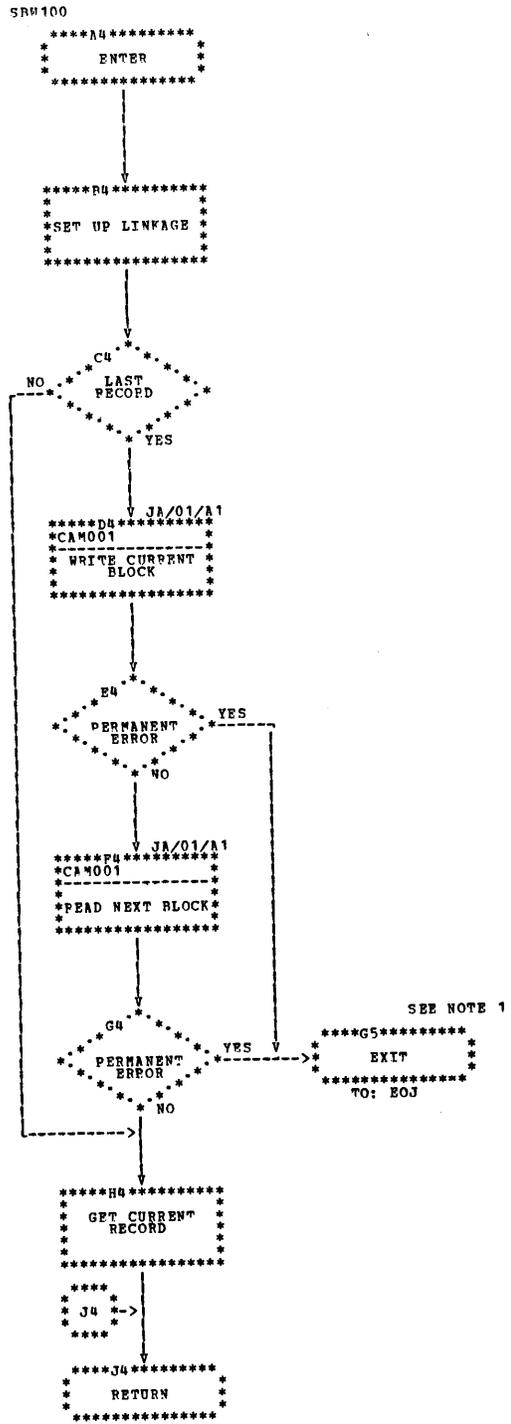 SRW100
****A4*********
ENTER
*****B4**********
SET UP LINKAGE
C4
NO
LAST
RECORD
YES
JA/01/A1
*****D4*********
CAM001
WRITE CURRENT
BLOCK
E4
YES
PERMANENT
ERROR
NO
JA/01/A1
*****F4**********
CAM001
READ NEXT BLOCK
SEE NOTE 1
G4
YES
****G5*********
PERMANENT
ERROR
EXIT
NO
TO: EOJ
*****H4**********
GET CURRENT
RECORD
J4
****J4*********
RETURN